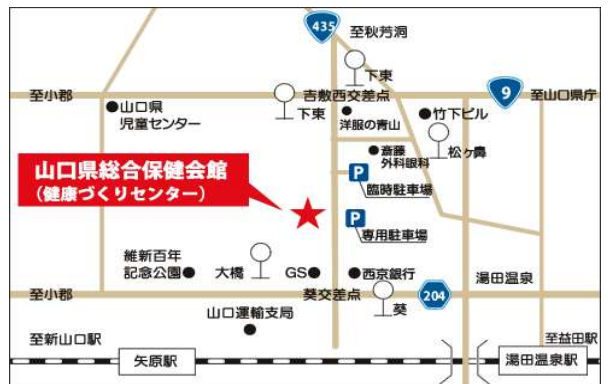 435
至秋芳洞
下東
至小郡
吉敷西交差点
9
至山口県庁
山口県
児童センター
下東
洋服の青山
竹下ビル
松ヶ鼻
斎藤
外科眼科
山口県総合保健会館
（健康づくりセンター）
P
臨時駐車場
P
専用駐車場
維新百年
記念公園
大橋
GS
西京銀行
湯田温泉
至小郡
葵交差点
葵
204
山口運輸支局
至新山口駅
至益田駅
矢原駅
湯田温泉駅